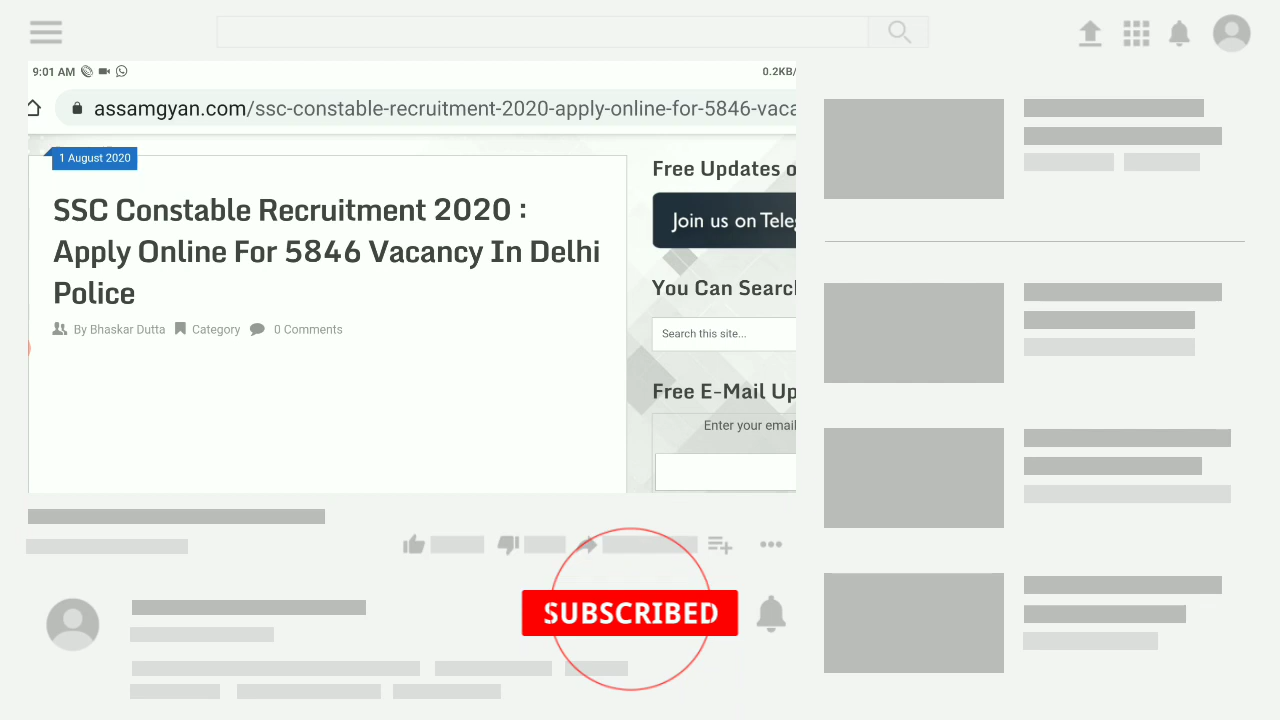 9:01 AM
0.2KB/
assamgyan.com/ssc-constable-recruitment-2020-apply-online-for-5846-vaca
1 August 2020
SSC Constable Recruitment 2020 :
Apply Online For 5846 Vacancy In Delhi
Police
By Bhaskar Dutta Category 0 Comments
Free Updates o
Join us on Teleg
You Can Search
Search this site...
Free E-Mail Up
Enter your email
SUBSCRIBED